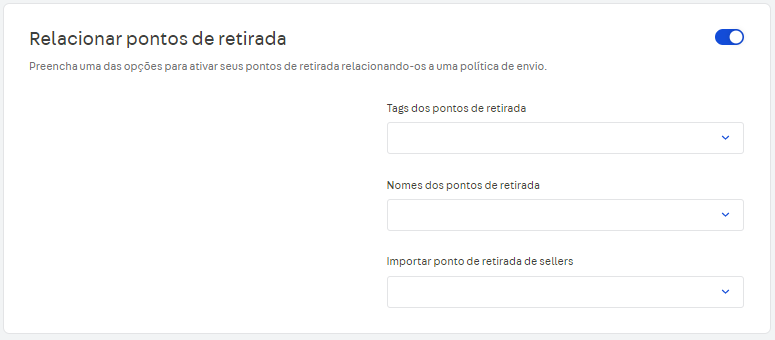 Relacionar pontos de retirada
Preencha uma das opções para ativar seus pontos de retirada relacionando-os a uma política de envio.
Tags dos pontos de retirada
Nomes dos pontos de retirada
Importar ponto de retirada de sellers